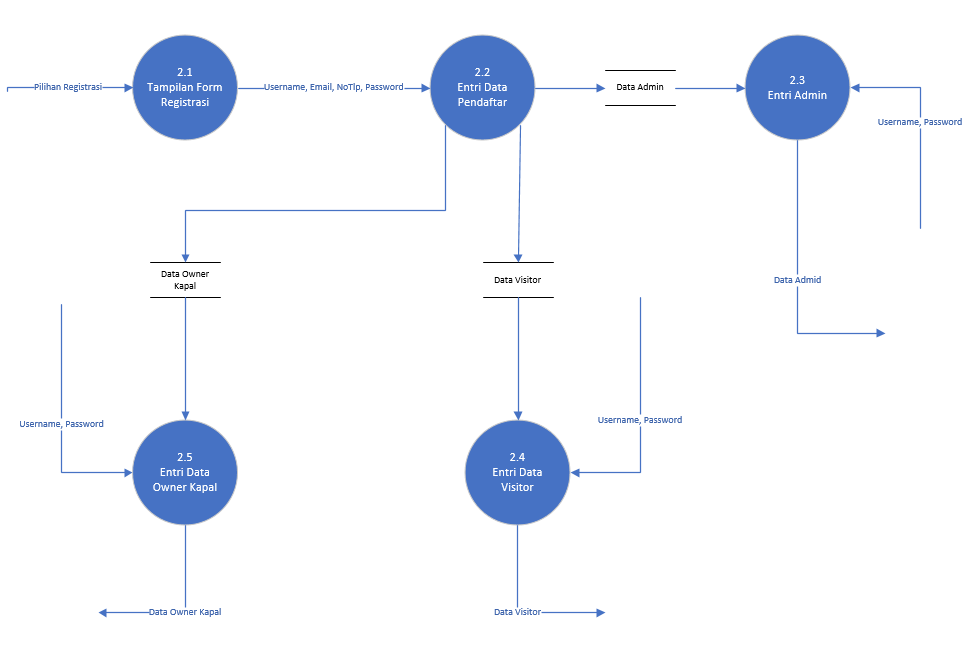 2.1
Tampilan Form
Registrasi
2.2
Entri Data
Pendaftar
2.3
Entri Admin
Pilihan Registrasi
Username, Email, NoTlp, Password
Data Admin
Username, Password
Data Owner
Kapal
Data Visitor
Data Admid
Username, Password
Username, Password
2.5
Entri Data
Owner Kapal
2.4
Entri Data
Visitor
Data Owner Kapal
Data Visitor